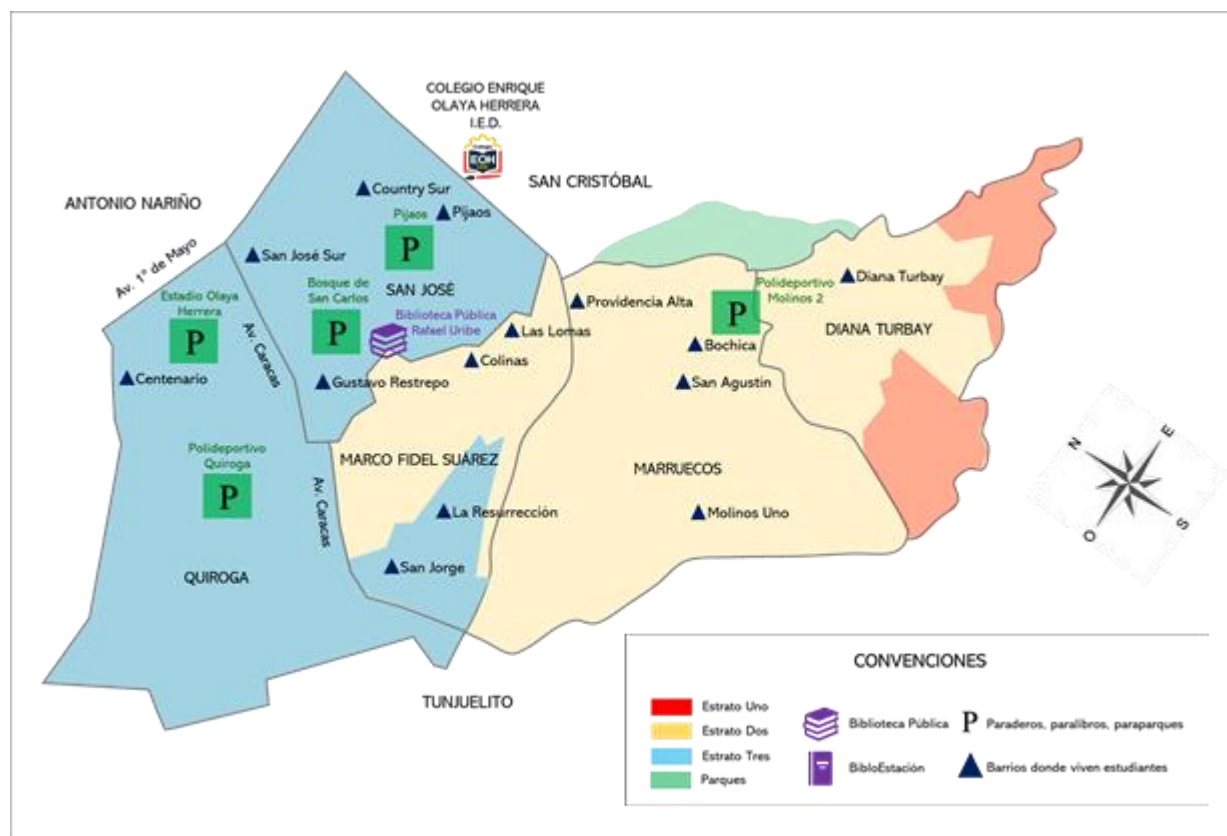 COLEGIO ENRIQUE
OLAYA HERRERA
I.E.D.
EOH
SAN CRISTÓBAL
ANTONIO NARIÑO
Country Sur
Pijaos
Pijaos
P
Av. 1º de Mayo
San José Sur
Bosque de
San Carlos
P
SAN JOSÉ
Biblioteca Pública
Rafael Uribe
Estadio Olaya
Herrera
P
Av. Caracas
Centenario
Gustavo Restrepo
Las Lomas
Colinas
Providencia Alta
Polideportivo
Molinos 2
P
Diana Turbay
DIANA TURBAY
Bochica
San Agustin
Polideportivo
Quiroga
P
MARCO FIDEL SUÁREZ
MARRUECOS
Av. Caracas
La Resurrección
Molinos Uno
San Jorge
QUIROGA
TUNJUELITO
N
E
S
O
CONVENCIONES
Estrato Uno
Estrato Dos
Estrato Tres
Parques
Biblioteca Pública
BibloEstación
P Paraderos, paralibros, paraparques
Barrios donde viven estudiantes